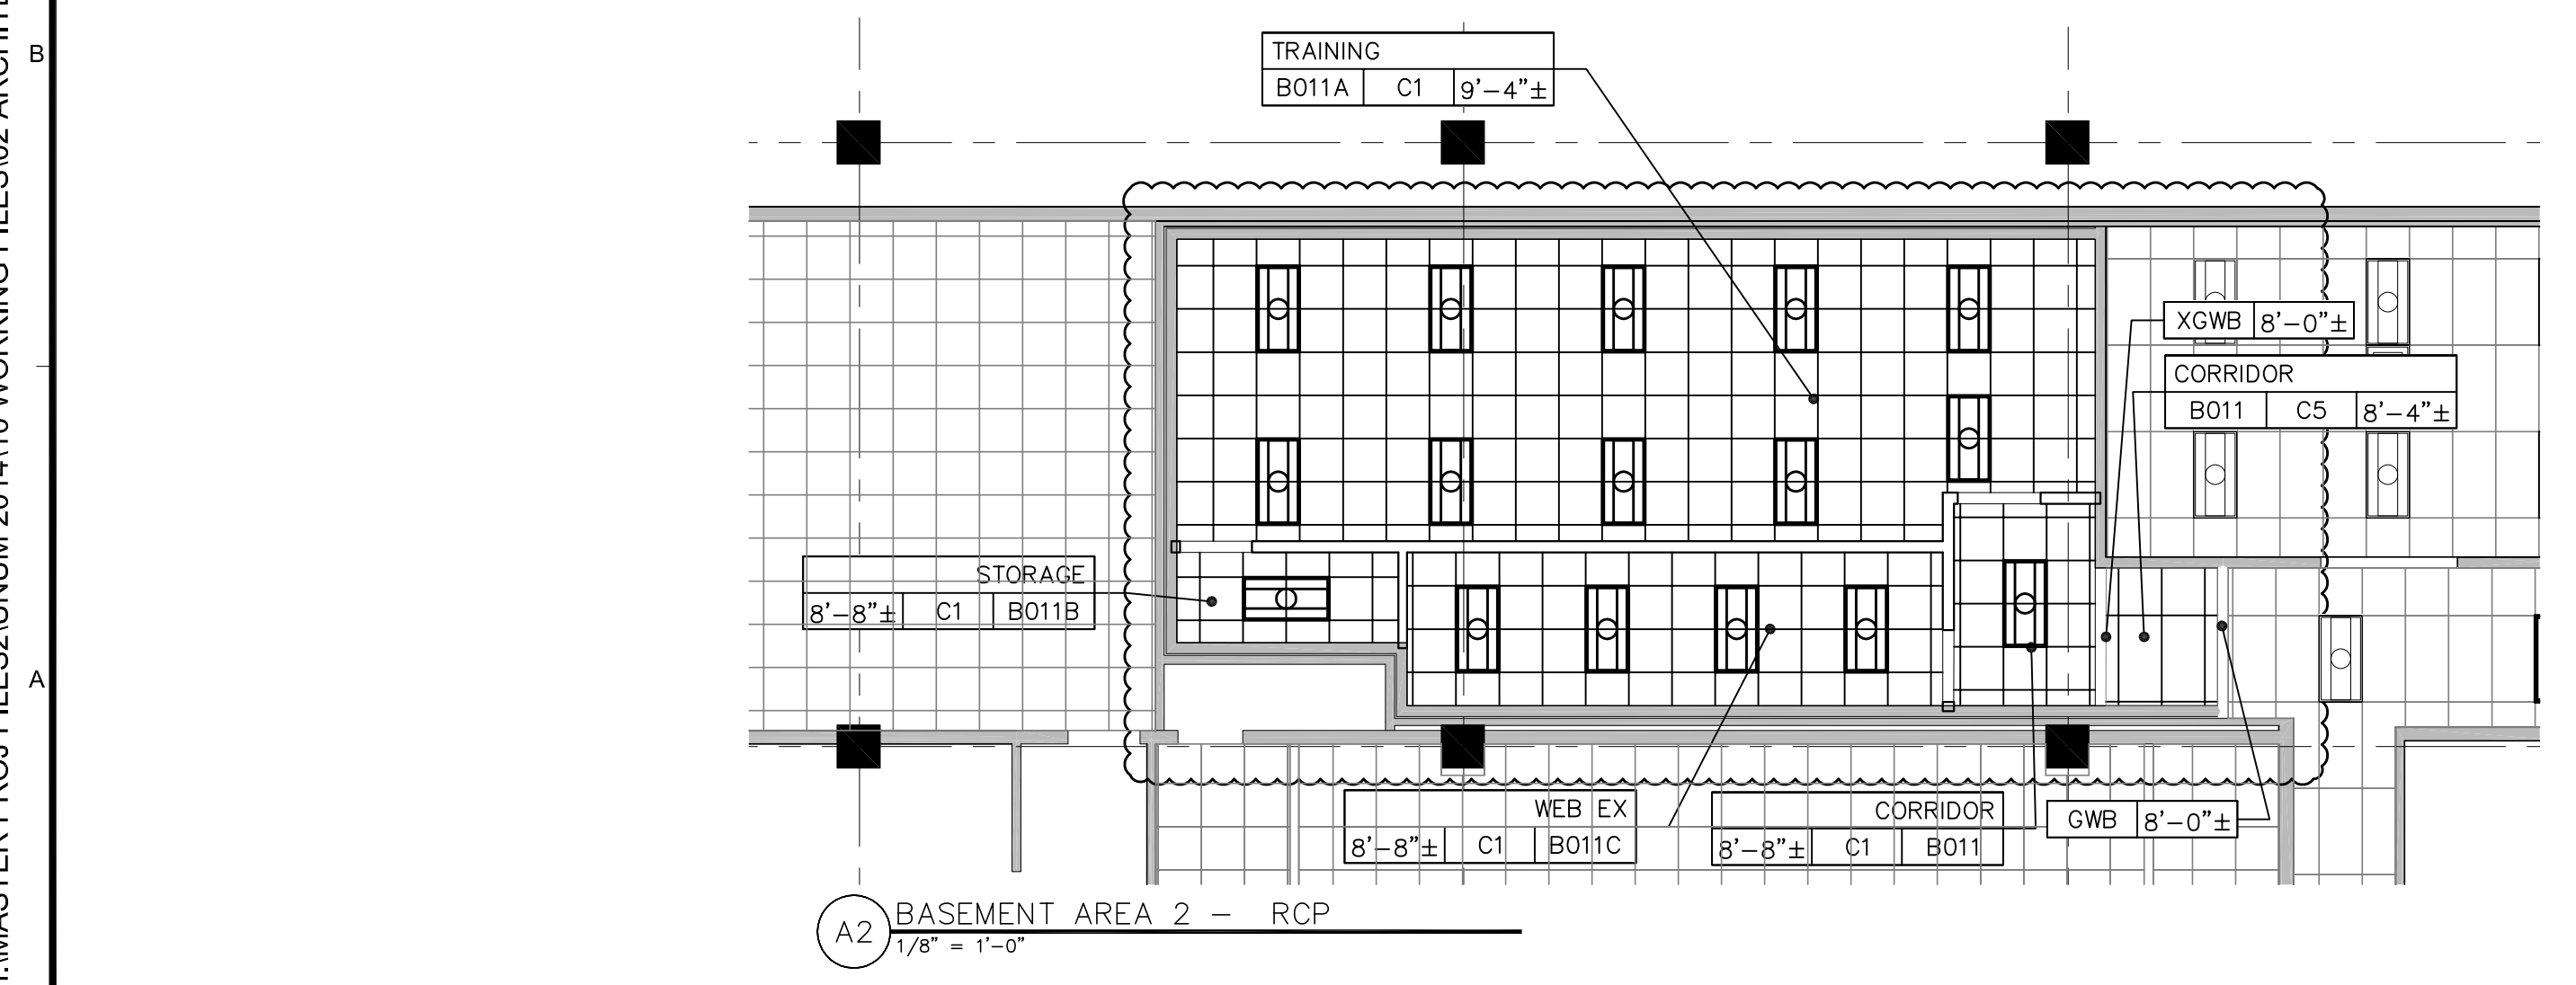 B
TRAINING
B011A C1 9'-4"±
XGWB 8'-0"±
CORRIDOR
B011 C5 8'-4"±
STORAGE
8'-8"± C1 B011B
A
WEB EX
8'-8"± C1 B011C
CORRIDOR
8'-8"± C1 B011
GWB 8'-0"±
A2
BASEMENT AREA 2 - RCP
1/8" = 1'-0"